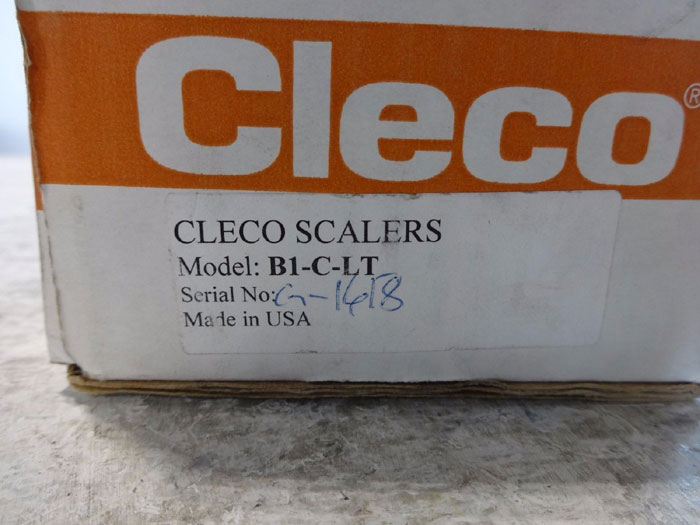 Cleco®
CLECO SCALERS
Model: B1-C-LT
Serial No: G-1618
Made in USA